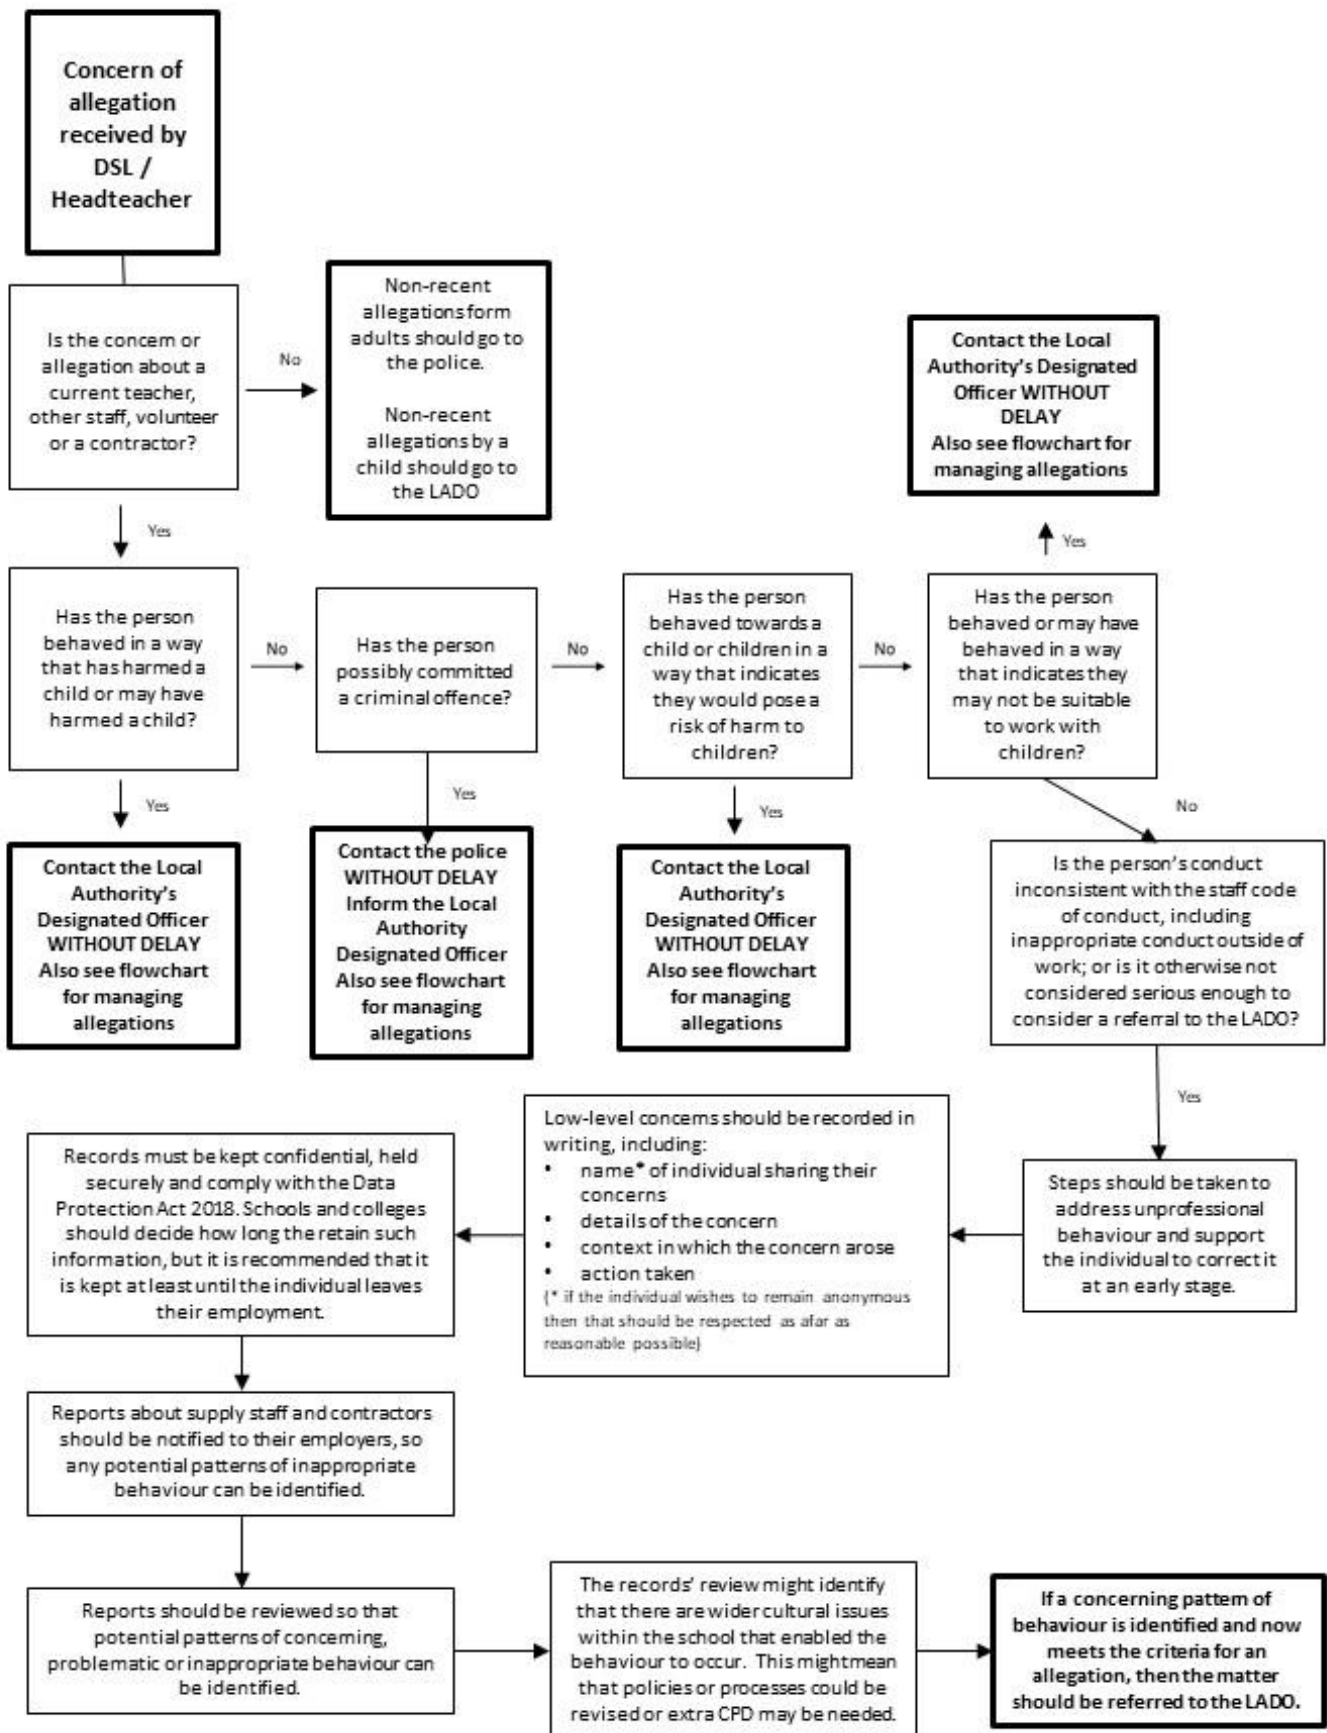 Concern of
allegation
received by
DSL /
Headteacher
Is the concern or
allegation about a
current teacher,
other staff, volunteer
or a contractor?
No
Non-recent
allegations form
adults should go to
the police.
Non-recent
allegations by a
child should go to
the LADO
Yes
Has the person
behaved in a way
that has harmed a
child or may have
harmed a child?
No
Has the person
possibly committed
a criminal offence?
No
Has the person
behaved towards a
child or children in a
way that indicates
they would pose a
risk of harm to
children?
No
Has the person
behaved or may have
behaved in a way
that indicates they
may not be suitable
to work with
children?
Yes
Contact the Local
Authority's Designated
Officer WITHOUT
DELAY
Also see flowchart for
managing allegations
Yes
Contact the Local
Authority's
Designated Officer
WITHOUT DELAY
Also see flowchart
for managing
allegations
Yes
Contact the police
WITHOUT DELAY
Inform the Local
Authority
Designated Officer
Also see flowchart
for managing
allegations
Yes
Contact the Local
Authority's
Designated Officer
WITHOUT DELAY
Also see flowchart
for managing
allegations
No
Is the person's conduct
inconsistent with the staff code
of conduct, including
inappropriate conduct outside of
work; or is it otherwise not
considered serious enough to
consider a referral to the LADO?
Yes
Steps should be taken to
address unprofessional
behaviour and support
the individual to correct it
at an early stage.
Low-level concerns should be recorded in
writing, including:
• name* of individual sharing their
concerns
• details of the concern
• context in which the concern arose
• action taken
(* if the individual wishes to remain anonymous
then that should be respected as afar as
reasonable possible)
Records must be kept confidential, held
securely and comply with the Data
Protection Act 2018. Schools and colleges
should decide how long the retain such
information, but it is recommended that it
is kept at least until the individual leaves
their employment.
Reports about supply staff and contractors
should be notified to their employers, so
any potential patterns of inappropriate
behaviour can be identified.
Reports should be reviewed so that
potential patterns of concerning,
problematic or inappropriate behaviour can
be identified.
The records' review might identify
that there are wider cultural issues
within the school that enabled the
behaviour to occur. This might mean
that policies or processes could be
revised or extra CPD may be needed.
If a concerning pattern of
behaviour is identified and now
meets the criteria for an
allegation, then the matter
should be referred to the LADO.